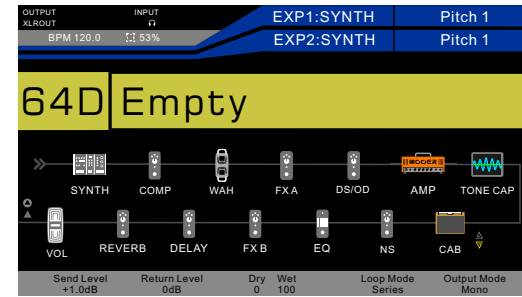 OUTPUT INPUT EXP1:SYNTH Pitch 1
XLROUT
BPM 120.0 53% EXP2:SYNTH Pitch 1
64D Empty
MOOER
SYNTH COMP WAH FX A DS/OD AMP TONE CAP
VOL REVERB DELAY FX B EQ NS CAB
Send Level Return Level Dry Wet Loop Mode Output Mode
+1.0dB 0dB 0 100 Series Mono